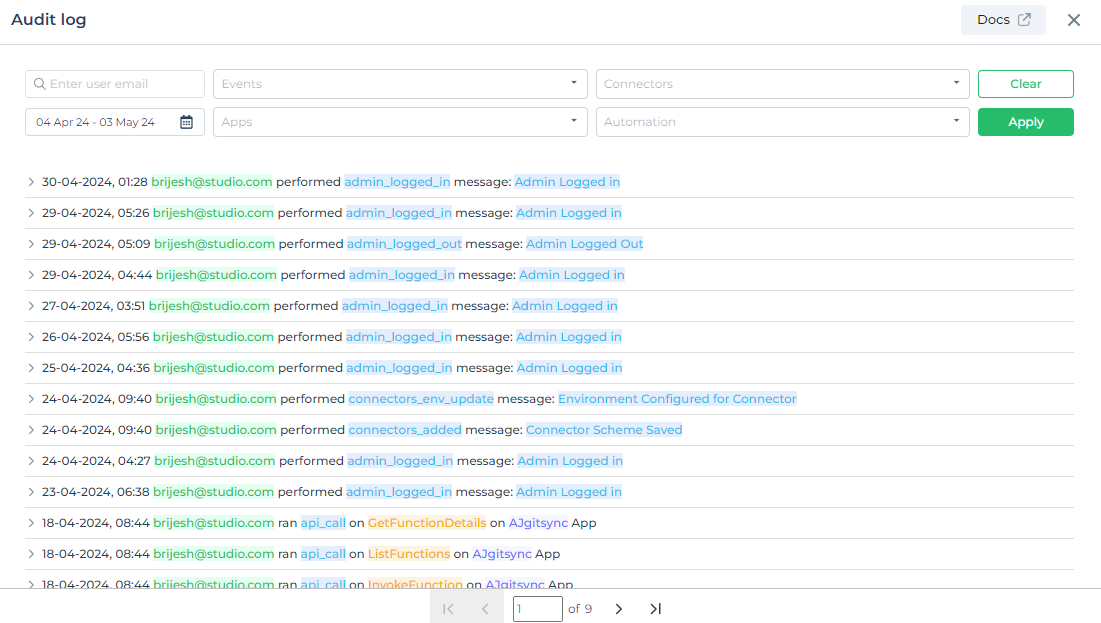 Audit log
Docs
Enter user email
Events
Connectors
Clear
04 Apr 24 - 03 May 24
Apps
Automation
Apply
30-04-2024, 01:28 brijesh@studio.com performed admin_logged_in message: Admin Logged in
29-04-2024, 05:26 brijesh@studio.com performed admin_logged_in message: Admin Logged in
29-04-2024, 05:09 brijesh@studio.com performed admin_logged_out message: Admin Logged Out
29-04-2024, 04:44 brijesh@studio.com performed admin_logged_in message: Admin Logged in
27-04-2024, 03:51 brijesh@studio.com performed admin_logged_in message: Admin Logged in
26-04-2024, 05:56 brijesh@studio.com performed admin_logged_in message: Admin Logged in
25-04-2024, 04:36 brijesh@studio.com performed admin_logged_in message: Admin Logged in
24-04-2024, 09:40 brijesh@studio.com performed connectors_env_update message: Environment Configured for Connector
24-04-2024, 09:40 brijesh@studio.com performed connectors_added message: Connector Scheme Saved
24-04-2024, 04:27 brijesh@studio.com performed admin_logged_in message: Admin Logged in
23-04-2024, 06:38 brijesh@studio.com performed admin_logged_in message: Admin Logged in
18-04-2024, 08:44 brijesh@studio.com ran api_call on GetFunctionDetails on AJgitsync App
18-04-2024, 08:44 brijesh@studio.com ran api_call on ListFunctions on AJgitsync App
18-04-2024, 08:44 brijesh@studio.com ran api_call on InvokeFunction on AJgitsync App
1 of 9